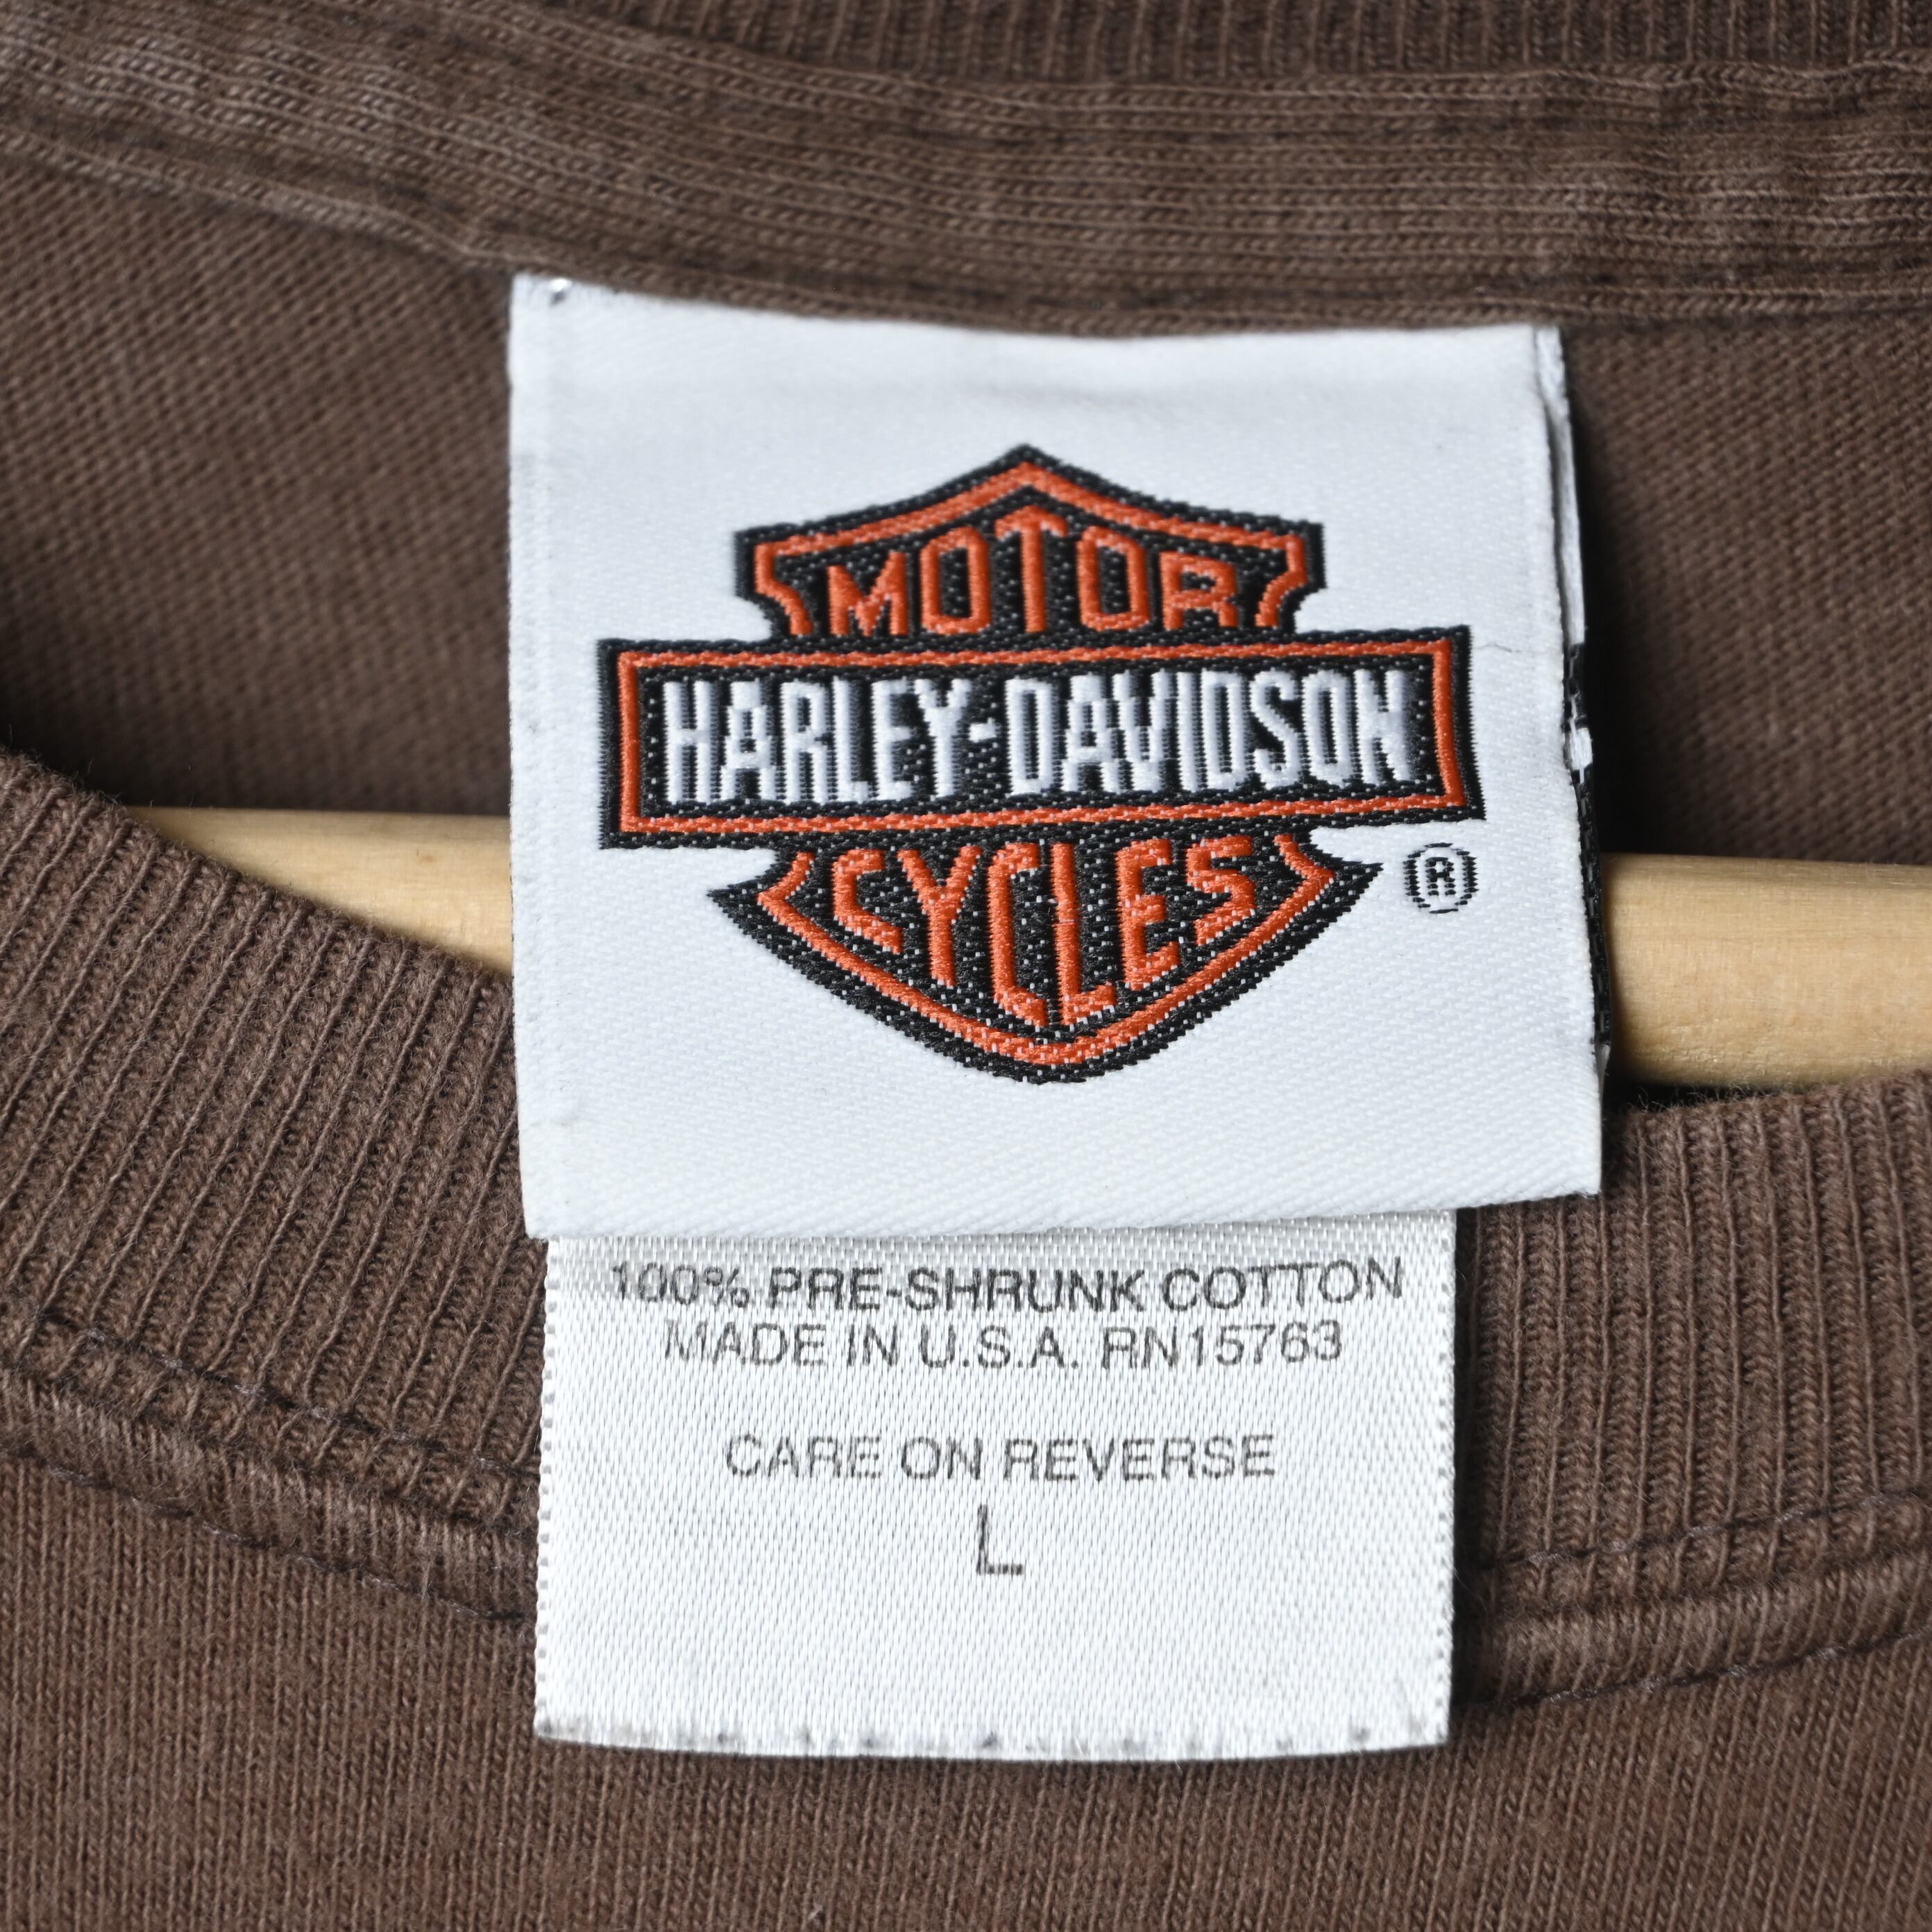 MOTOR
HARLEY-DAVIDSON
CYCLES
®
100% PRE-SHRUNK COTTON
MADE IN U.S.A. RN15763
CARE ON REVERSE
L